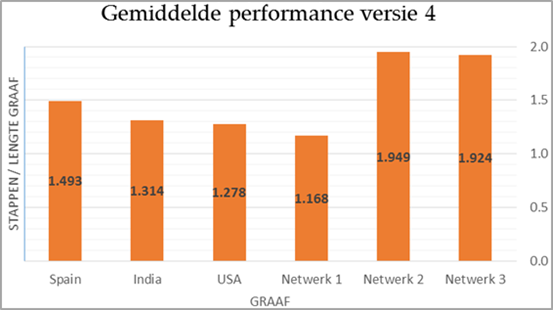 Gemiddelde performance versie 4
STAPPEN / LENGTE GRAAF
2.0
1.5
1.0
0.5
0.0
1.493
1.314
1.278
1.168
1.949
1.924
Spain
India
USA
Netwerk 1
Netwerk 2
Netwerk 3
GRAAF